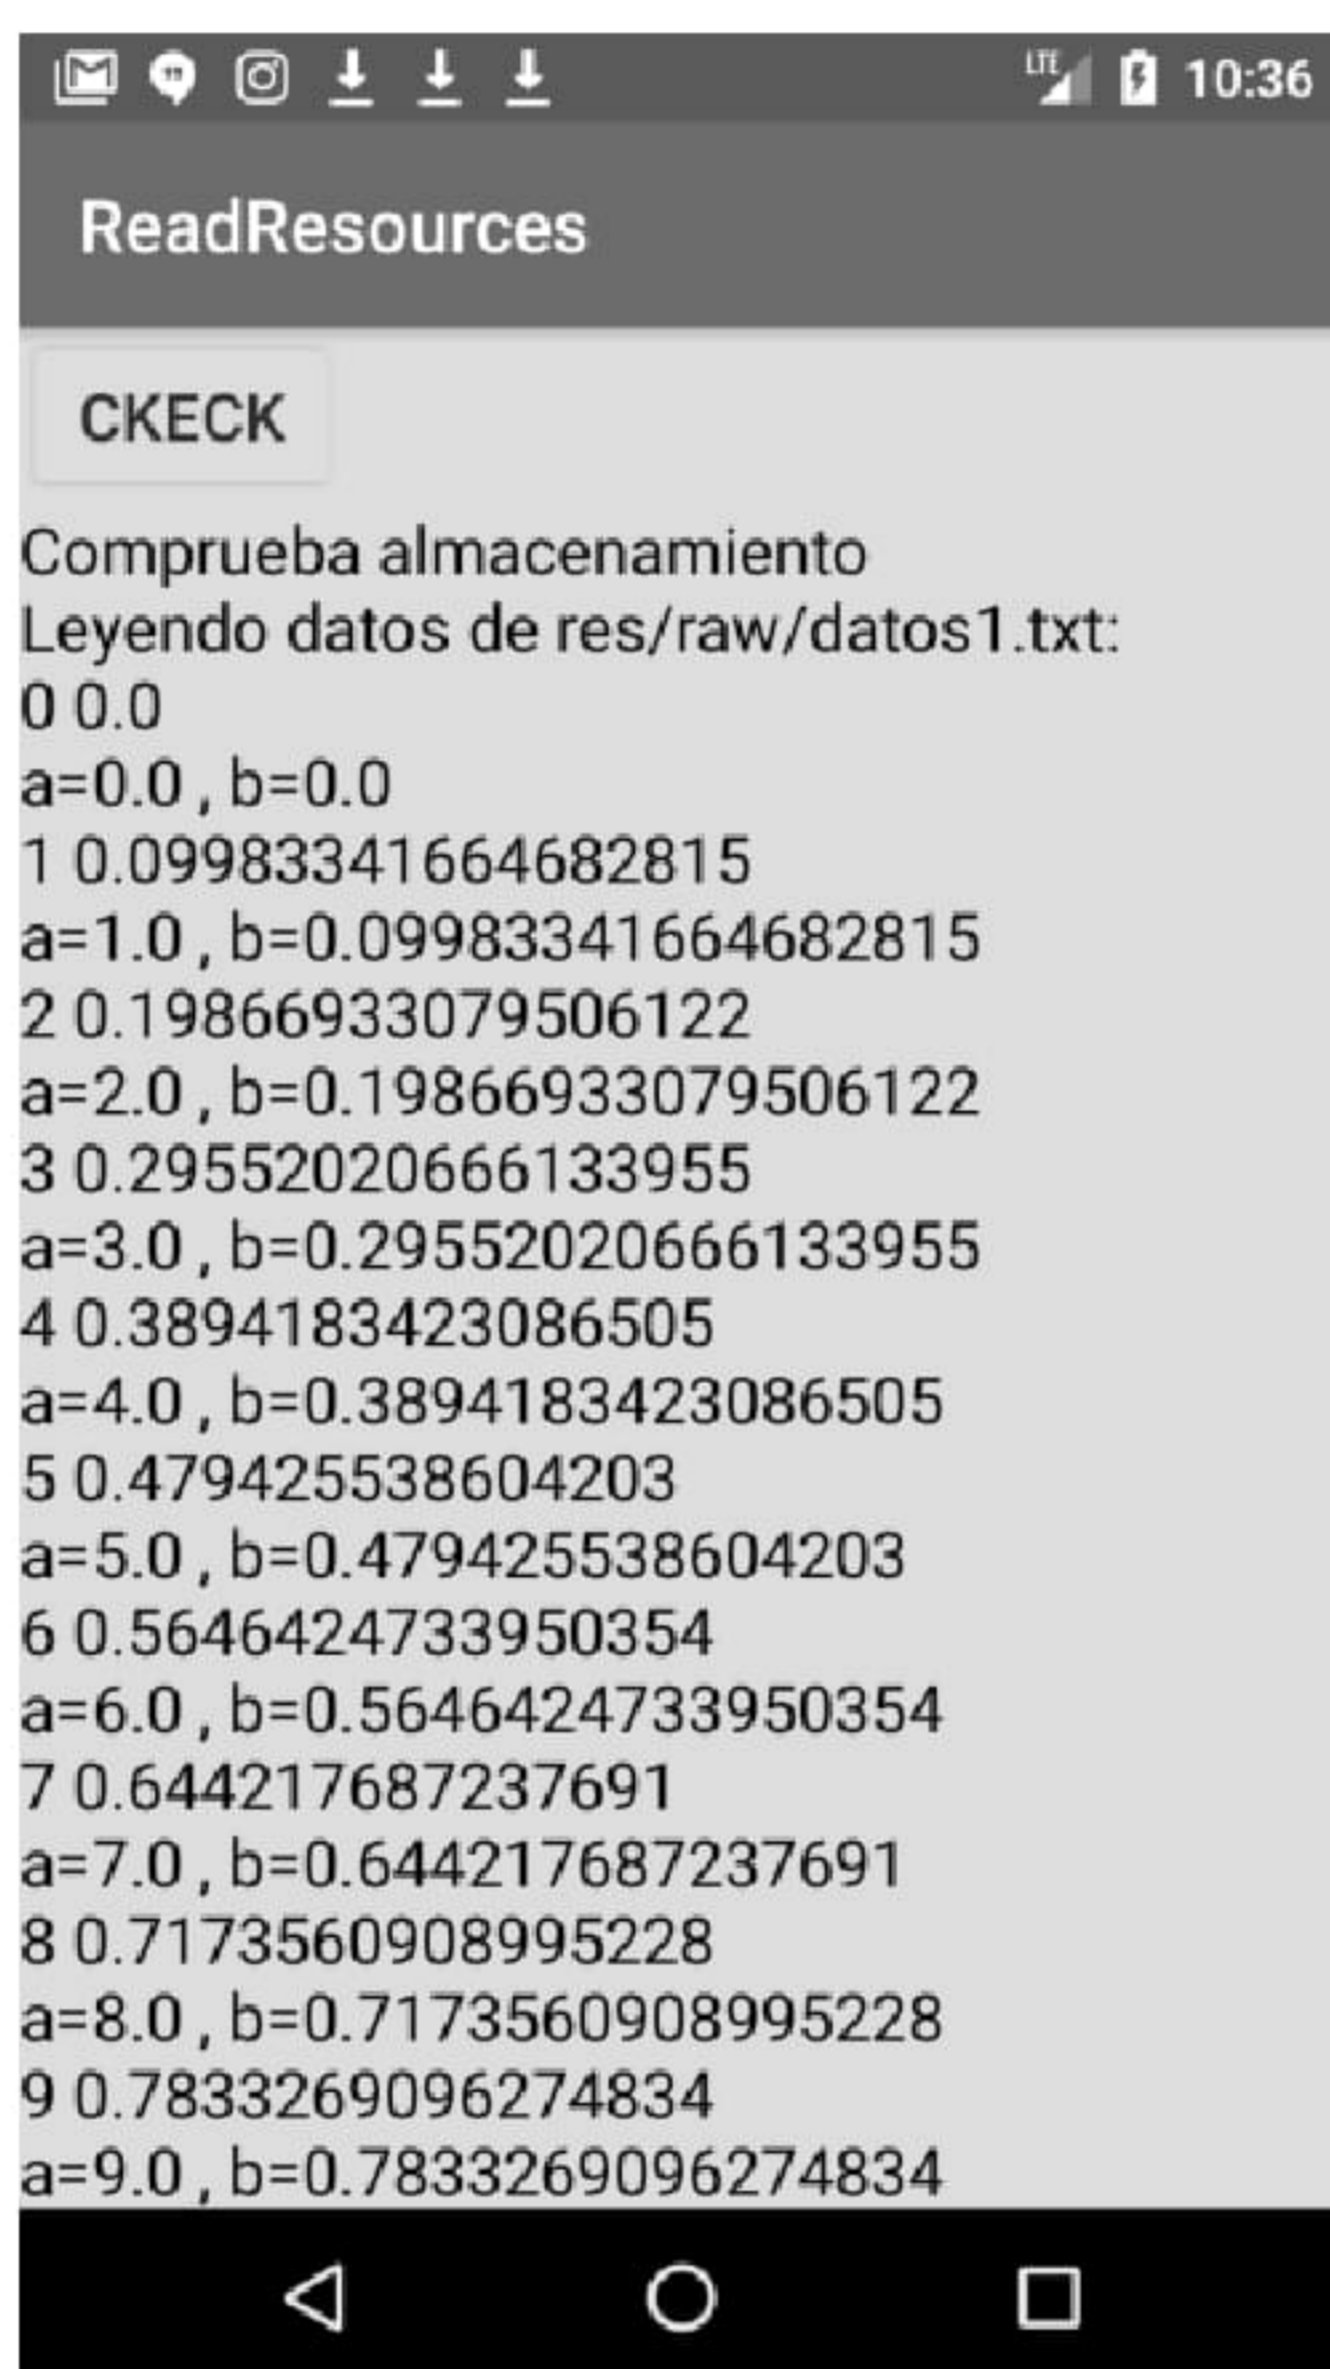 LTE 10:36
ReadResources
CKECK
Comprueba almacenamiento
Leyendo datos de res/raw/datos1.txt:
0 0.0
a=0.0 , b=0.0
1 0.09983341664682815
a=1.0 , b=0.09983341664682815
2 0.19866933079506122
a=2.0 , b=0.19866933079506122
3 0.29552020666133955
a=3.0 , b=0.29552020666133955
4 0.3894183423086505
a=4.0 , b=0.3894183423086505
5 0.479425538604203
a=5.0 , b=0.479425538604203
6 0.5646424733950354
a=6.0 , b=0.5646424733950354
7 0.644217687237691
a=7.0 , b=0.644217687237691
8 0.7173560908995228
a=8.0 , b=0.7173560908995228
9 0.7833269096274834
a=9.0 , b=0.7833269096274834